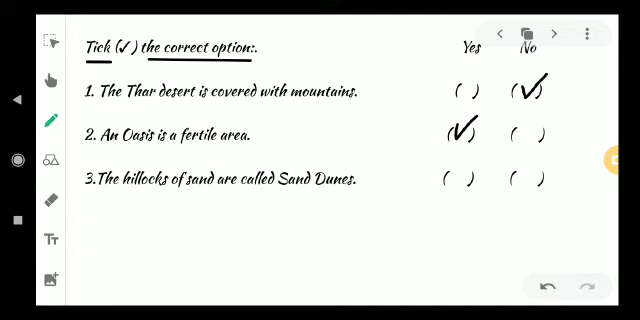 Tick (✓) the correct option:. Yes No
1. The Thar desert is covered with mountains. ( ) (✓)
2. An Oasis is a fertile area. (✓) ( )
3.The hillocks of sand are called Sand Dunes. ( ) ( )
TT